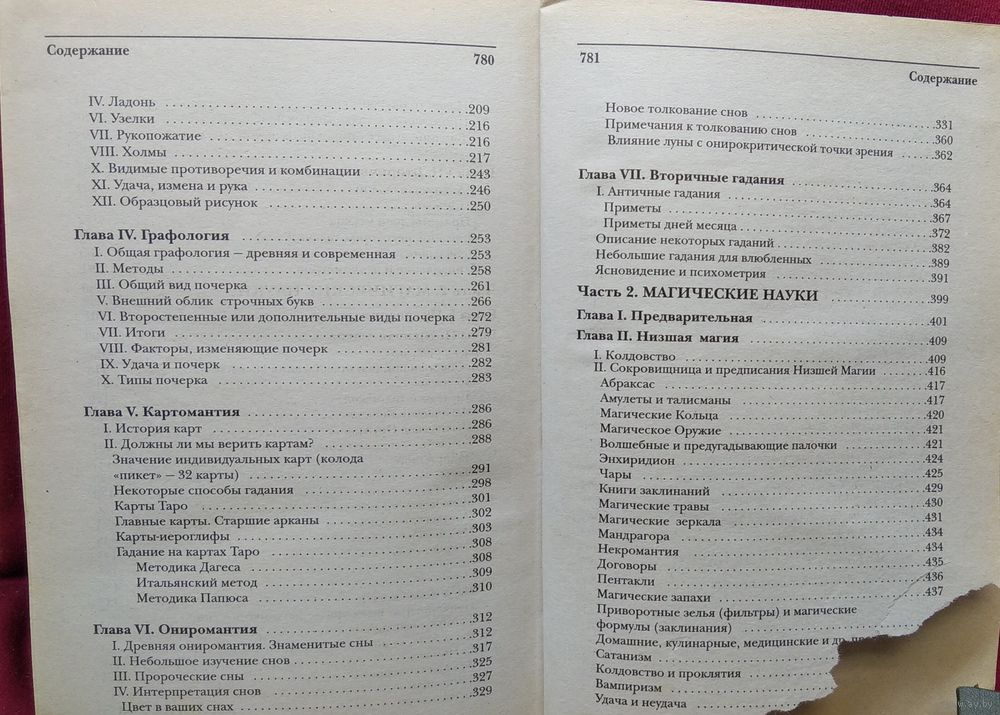 Содержание
780
IV. Ладонь 209
VI. Узелки 216
VII. Рукопожатие 216
VIII. Холмы 217
X. Видимые противоречия и комбинации 243
XI. Удача, измена и рука 246
XII. Образцовый рисунок 250
Глава IV. Графология 253
I. Общая графология – древняя и современная 253
II. Методы 258
III. Общий вид почерка 261
V. Внешний облик строчных букв 266
VI. Второстепенные или дополнительные виды почерка 272
VII. Итоги 279
VIII. Факторы, изменяющие почерк 281
IX. Удача и почерк 282
X. Типы почерка 283
Глава V. Картомантия 286
I. История карт 286
II. Должны ли мы верить картам? 288
Значение индивидуальных карт (колода
«пикет» – 32 карты) 291
Некоторые способы гадания 298
Карты Таро 301
Главные карты. Старшие арканы 302
Карты-иероглифы 303
Гадание на картах Таро 308
Методика Дагеса 308
Итальянский метод 309
Методика Папюса 310
Глава VI. Ониромантия 312
I. Древняя ониромантия. Знаменитые сны 312
II. Небольшое изучение снов 317
III. Пророческие сны 325
IV. Интерпретация снов 327
Цвет в ваших снах 329
781
Содержание
Новое толкование снов 331
Примечания к толкованию снов 360
Влияние луны с онирокритической точки зрения 362
Глава VII. Вторичные гадания 364
I. Античные гадания 364
Приметы 367
Приметы дней месяца 372
Описание некоторых гаданий 382
Небольшие гадания для влюбленных 389
Ясновидение и психометрия 391
Часть 2. МАГИЧЕСКИЕ НАУКИ 399
Глава I. Предварительная 401
Глава II. Низшая магия 409
I. Колдовство 409
II. Сокровищница и предписания Низшей Магии 416
Абраксас 417
Амулеты и талисманы 417
Магические Кольца 420
Магическое Оружие 421
Волшебные и предугадывающие палочки 421
Энхиридион 424
Чары 425
Книги заклинаний 429
Магические травы 430
Магические зеркала 431
Мандрагора 434
Некромантия 434
Договоры 435
Пентакли 436
Магические запахи 437
Приворотные зелья (фильтры) и магические
формулы (заклинания)
Домашние, кулинарные, медицинские и др.
Сатанизм
Колдовство и проклятия
Вампиризм
Удача и неудача